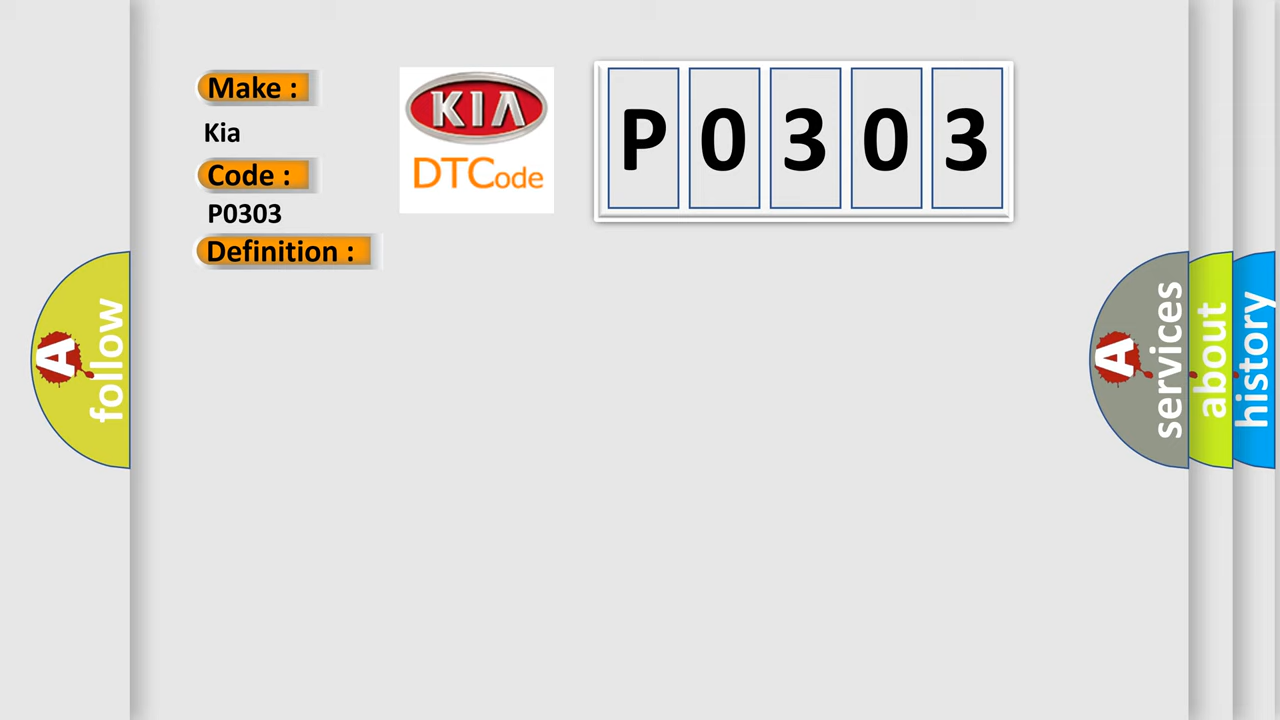 Make :
Kia
Code :
P0303
Definition :
KIA
DTCode
P0303
A
follow
A
services
about
history